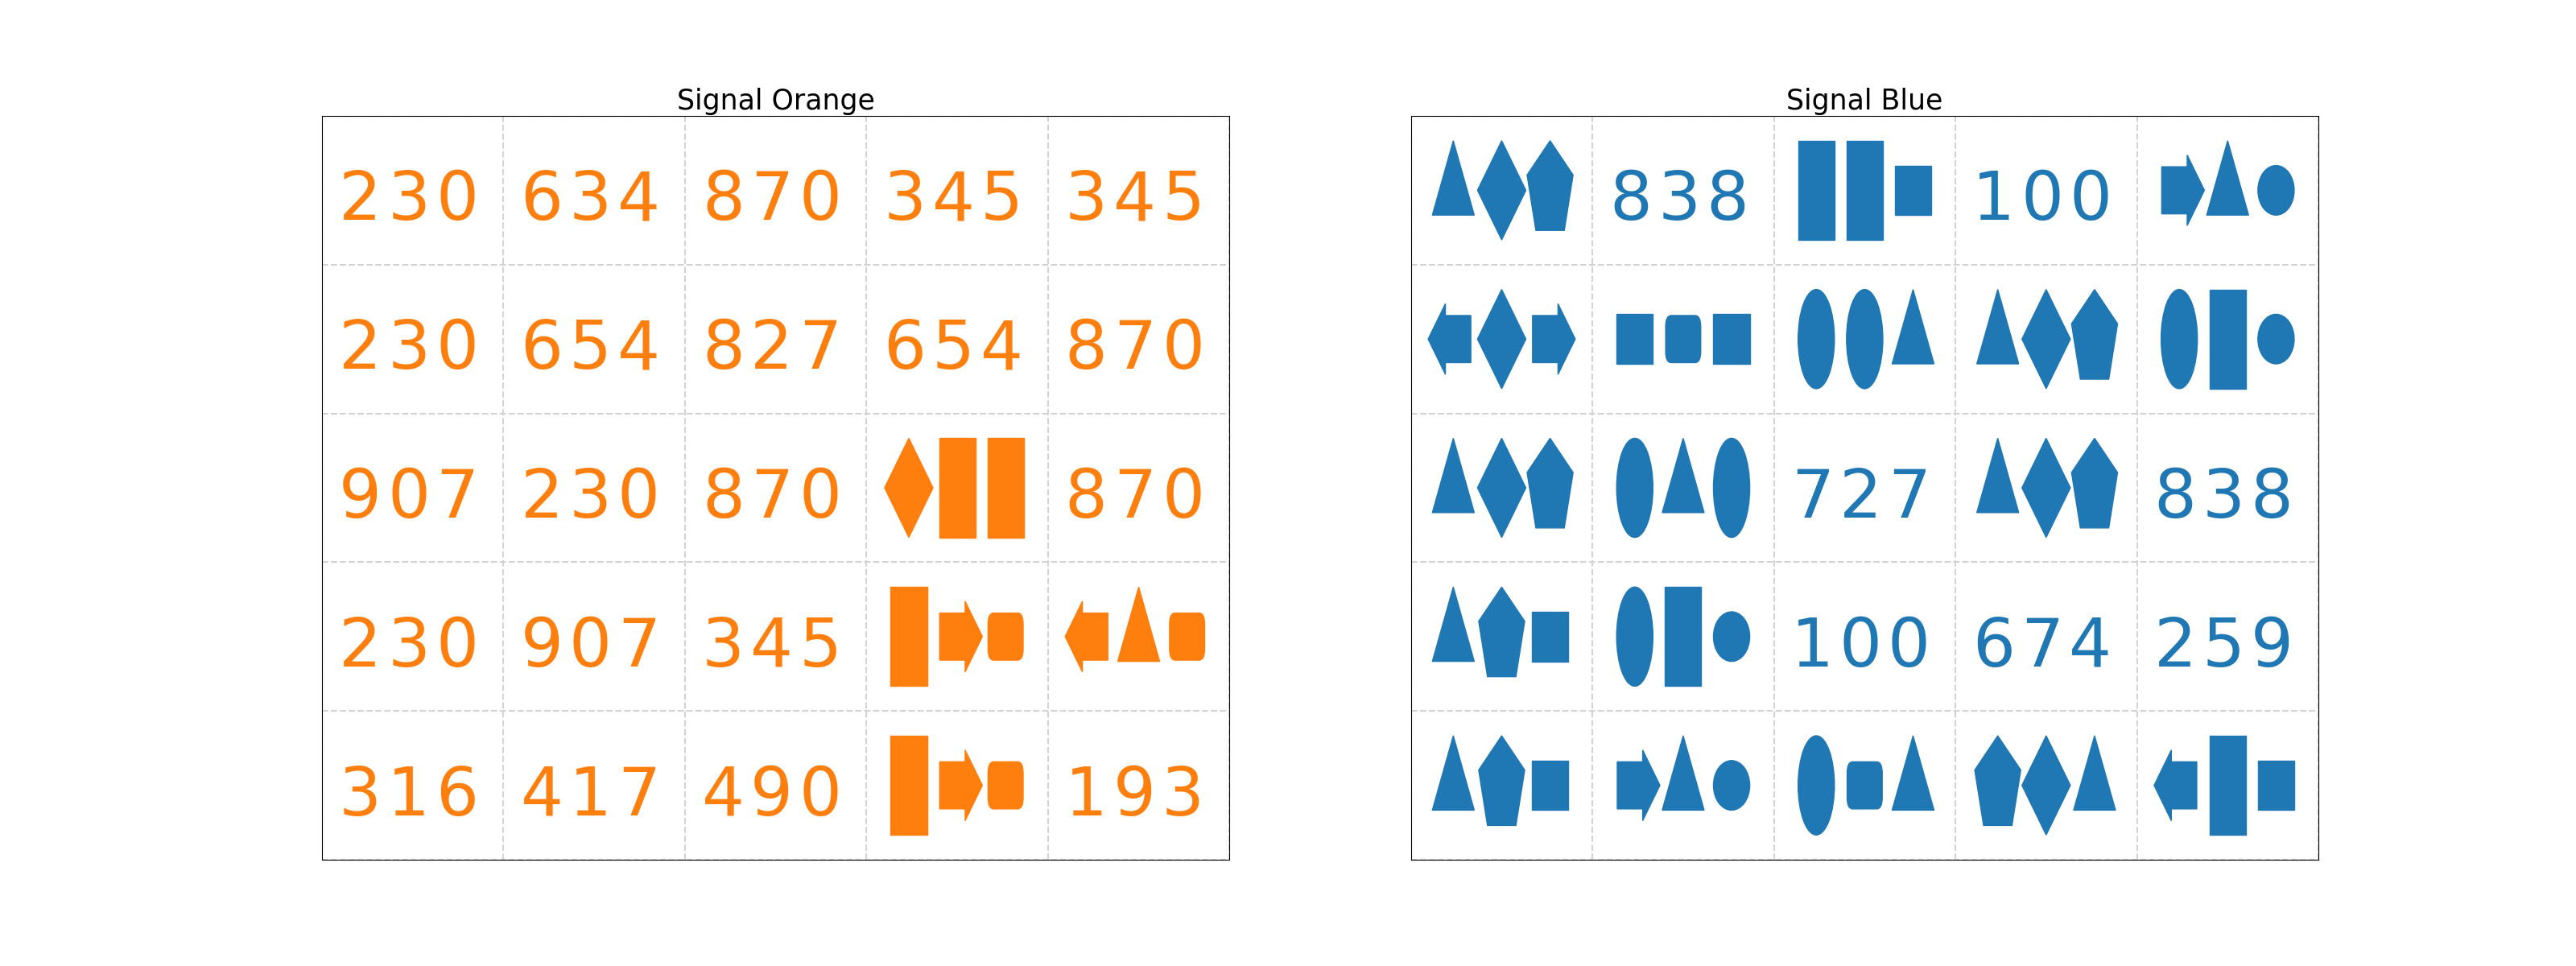 Signal Orange
230 634 870 345 345
230 654 827 654 870
907 230 870 870
230 907 345
316 417 490 193
Signal Blue
838 100
727 838
100 674 259